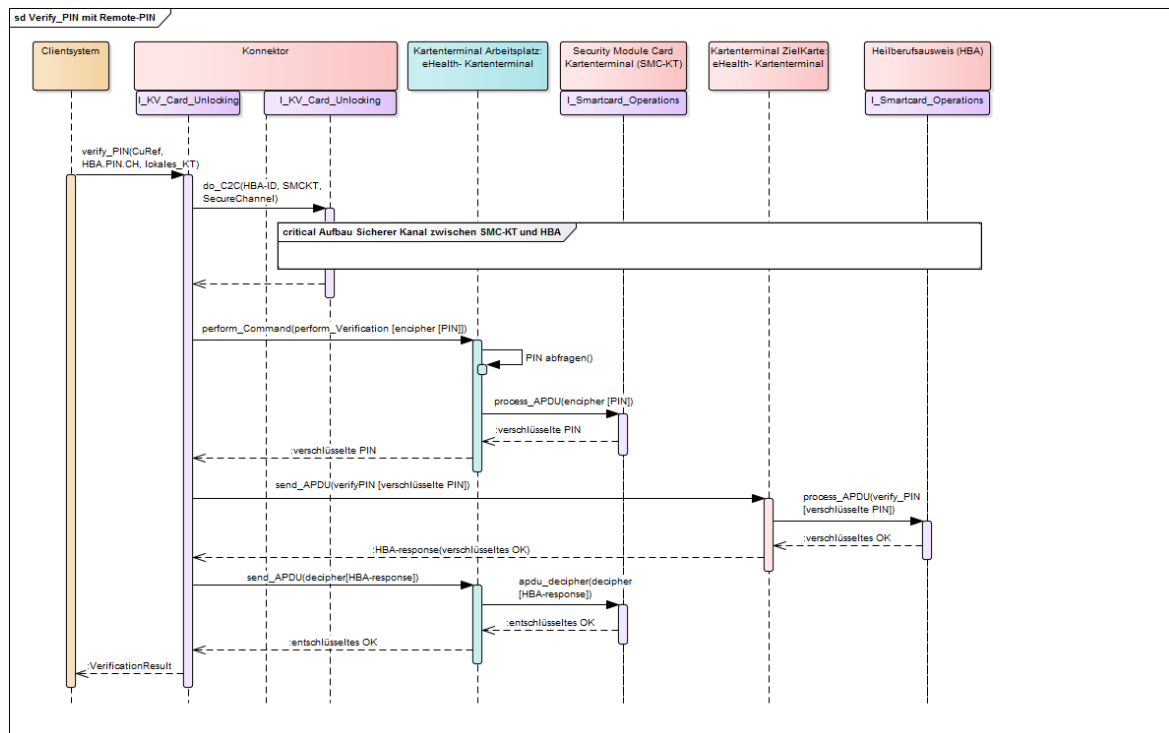 sd Verify_PIN mit Remote-PIN
Clientsystem
Konnektor
Kartenterminal Arbeitsplatz:
eHealth- Kartenterminal
Security Module Card
Kartenterminal (SMC-KT)
Kartenterminal ZielKarte:
eHealth- Kartenterminal
Heilberufsausweis (HBA)
I_KV_Card_Unlocking
I_KV_Card_Unlocking
I_Smartcard_Operations
I_Smartcard_Operations
verify_PIN(CuRef,
HBA.PIN.CH, lokales_KT)
do_C2C(HBA-ID, SMCKT,
SecureChannel)
critical Aufbau Sicherer Kanal zwischen SMC-KT und HBA
perform_Command(perform_Verification [encipher [PIN]])
PIN abfragen()
process_APDU(encipher [PIN])
:verschlüsselte PIN
:verschlüsselte PIN
send_APDU(verifyPIN [verschlüsselte PIN])
process_APDU(verify_PIN
[verschlüsselte PIN])
:verschlüsseltes OK
:HBA-response(verschlüsseltes OK)
send_APDU(decipher[HBA-response])
apdu_decipher(decipher
[HBA-response])
:entschlüsseltes OK
:entschlüsseltes OK
:VerificationResult